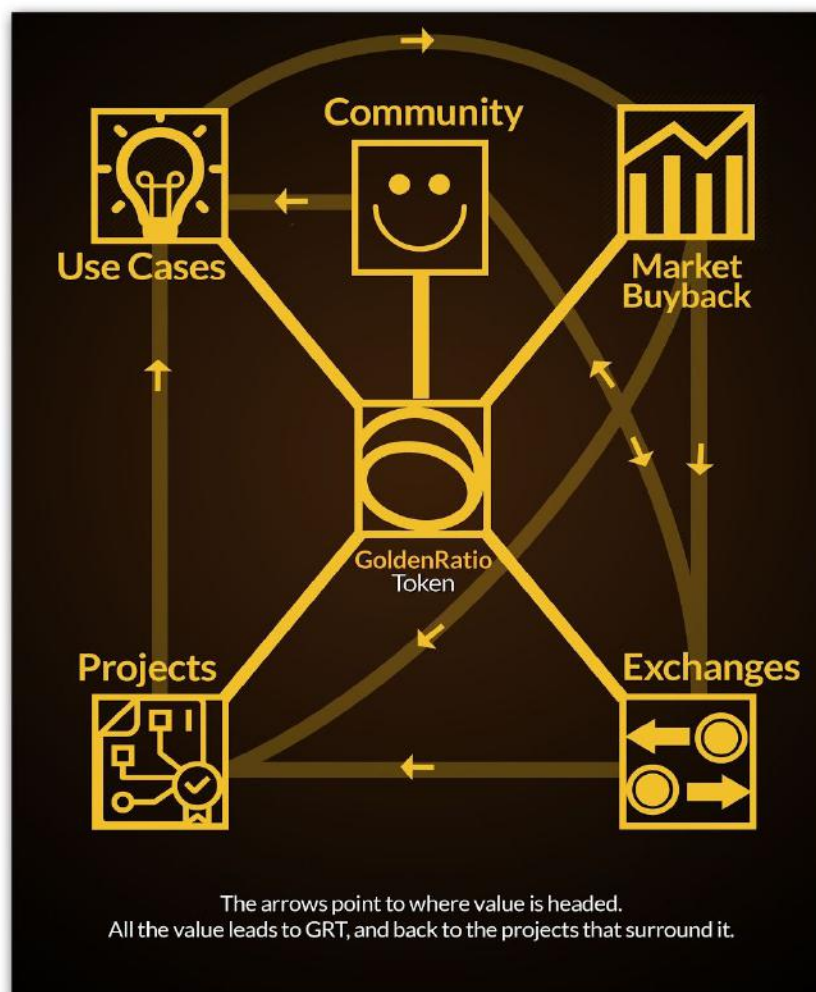 Community
Use Cases
Market
Buyback
GoldenRatio
Token
Projects
Exchanges
The arrows point to where value is headed.
All the value leads to GRT, and back to the projects that surround it.